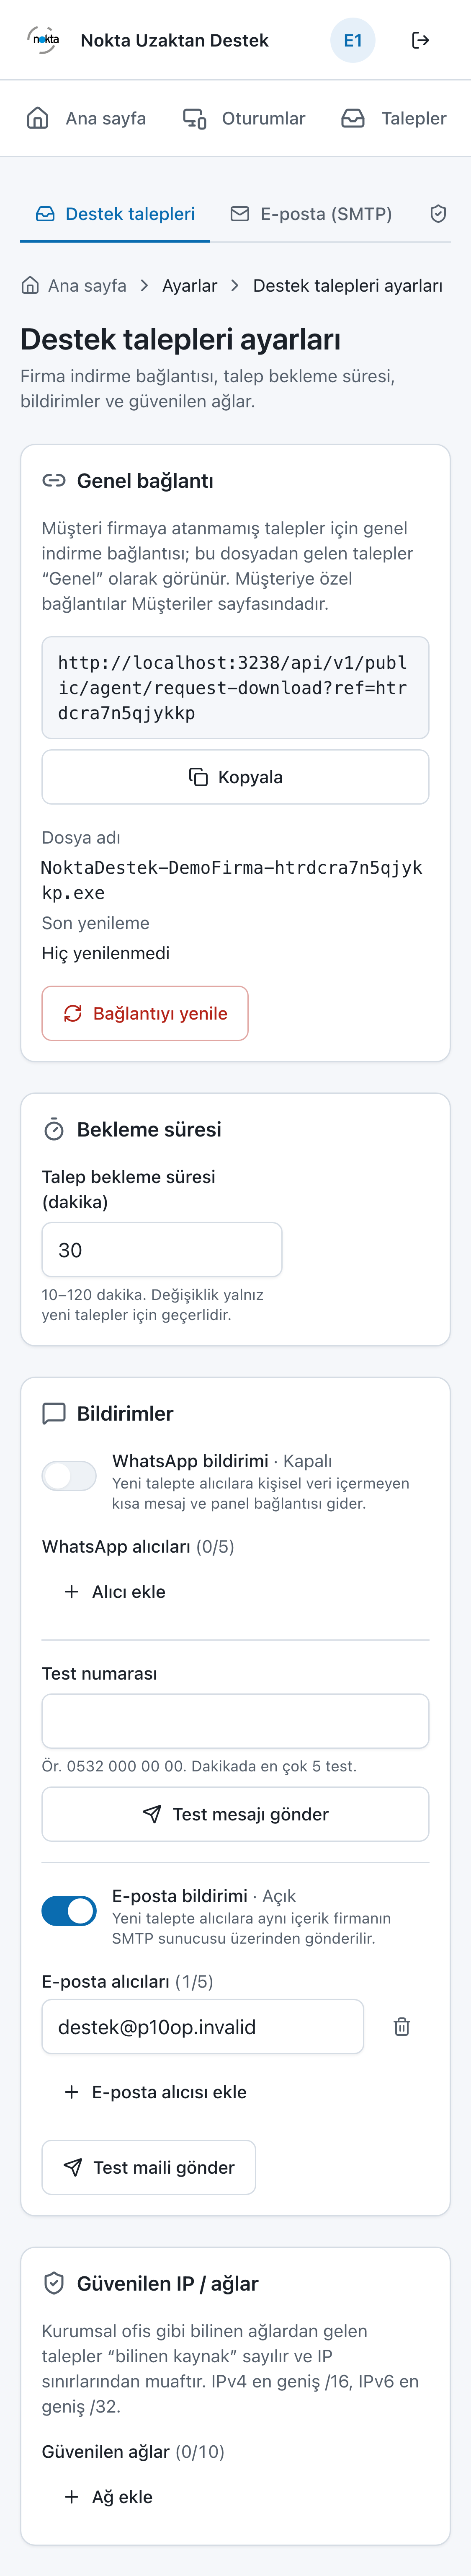 nokta
Nokta Uzaktan Destek
E1
Ana sayfa
Oturumlar
Talepler
Destek talepleri
E-posta (SMTP)
Ana sayfa > Ayarlar > Destek talepleri ayarları
Destek talepleri ayarları
Firma indirme bağlantısı, talep bekleme süresi,
bildirimler ve güvenilen ağlar.
Genel bağlantı
Müşteri firmaya atanmamış talepler için genel
indirme bağlantısı; bu dosyadan gelen talepler
“Genel” olarak görünür. Müşteriye özel
bağlantılar Müşteriler sayfasındadır.
http://localhost:3238/api/v1/publ
ic/agent/request-download?ref=htr
dcra7n5qjykkp
Kopyala
Dosya adı
NoktaDestek-DemoFirma-htrdcra7n5qjyk
kp.exe
Son yenileme
Hiç yenilenmedi
Bağlantıyı yenile
Bekleme süresi
Talep bekleme süresi
(dakika)
30
10–120 dakika. Değişiklik yalnız
yeni talepler için geçerlidir.
Bildirimler
WhatsApp bildirimi · Kapalı
Yeni talepte alıcılara kişisel veri içermeyen
kısa mesaj ve panel bağlantısı gider.
WhatsApp alıcıları (0/5)
+ Alıcı ekle
Test numarası
Ör. 0532 000 00 00. Dakikada en çok 5 test.
Test mesajı gönder
E-posta bildirimi · Açık
Yeni talepte alıcılara aynı içerik firmanın
SMTP sunucusu üzerinden gönderilir.
E-posta alıcıları (1/5)
destek@p10op.invalid
+ E-posta alıcısı ekle
Test maili gönder
Güvenilen IP / ağlar
Kurumsal ofis gibi bilinen ağlardan gelen
talepler “bilinen kaynak” sayılır ve IP
sınırlarından muaftır. IPv4 en geniş /16, IPv6 en
geniş /32.
Güvenilen ağlar (0/10)
+ Ağ ekle